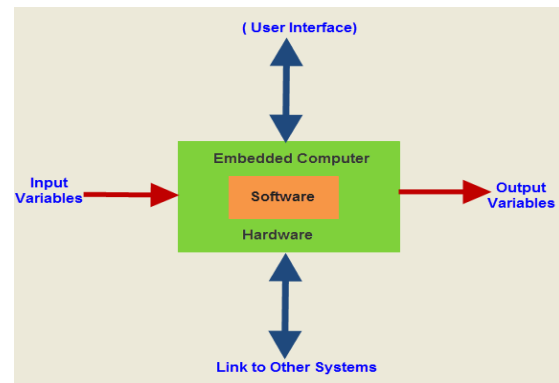 ( User Interface)
Embedded Computer
Input
Variables
Software
Output
Variables
Hardware
Link to Other Systems